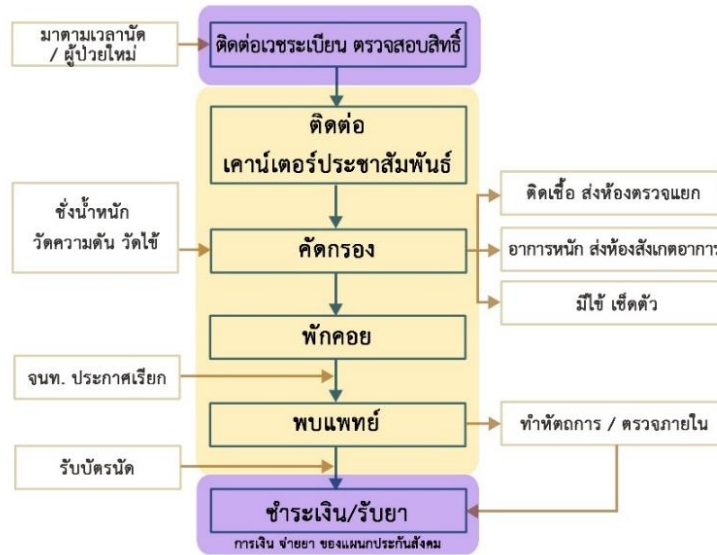 มาตามเวลานัด
/ ผู้ป่วยใหม่
ติดต่อเวชระเบียน ตรวจสอบสิทธิ์
ติดต่อ
เคาน์เตอร์ประชาสัมพันธ์
ชั่งน้ำหนัก
วัดความดัน วัดไข้
คัดกรอง
ติดเชื้อ ส่งห้องตรวจแยก
อาการหนัก ส่งห้องสังเกตอาการ
มีไข้ เช็ดตัว
พักคอย
จนท. ประกาศเรียก
พบแพทย์
ทำหัตถการ / ตรวจภายใน
รับบัตรนัด
ชำระเงิน/รับยา
การเงิน จ่ายยา ของแผนกประกันสังคม